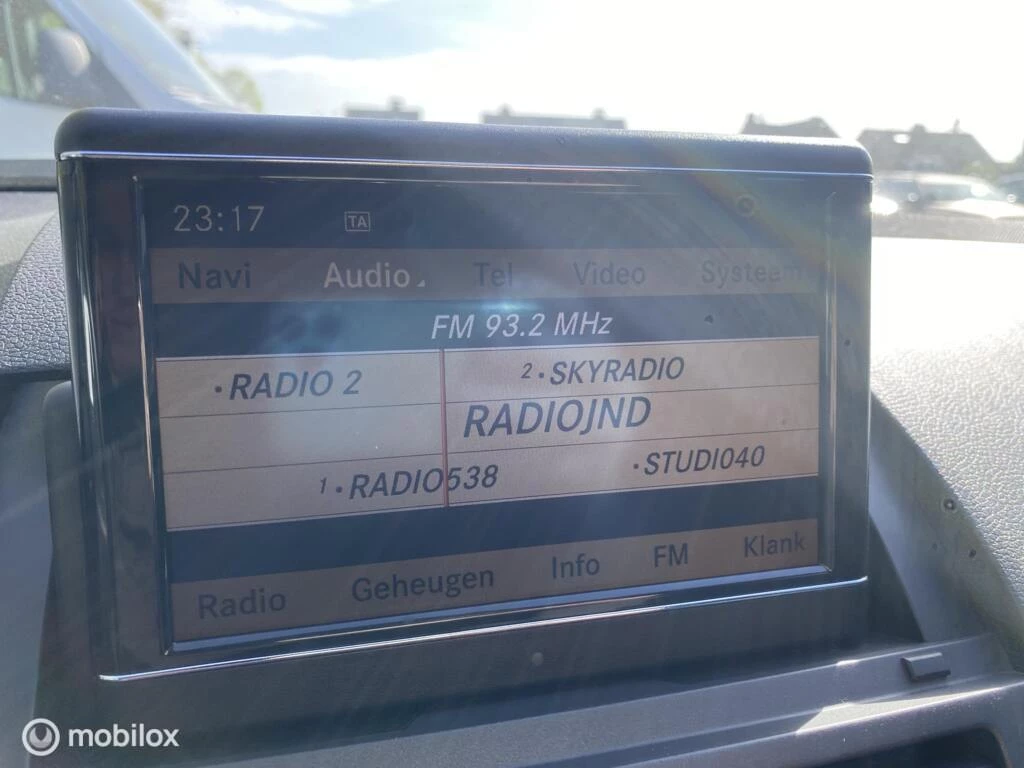 23:17 TA
Navi Audio Tel Video Systeem
FM 93.2 MHz
•RADIO 2 2•SKYRADIO
RADIOJND
1•RADIO538 •STUDIO40
Radio Geheugen Info FM Klank
mobilox